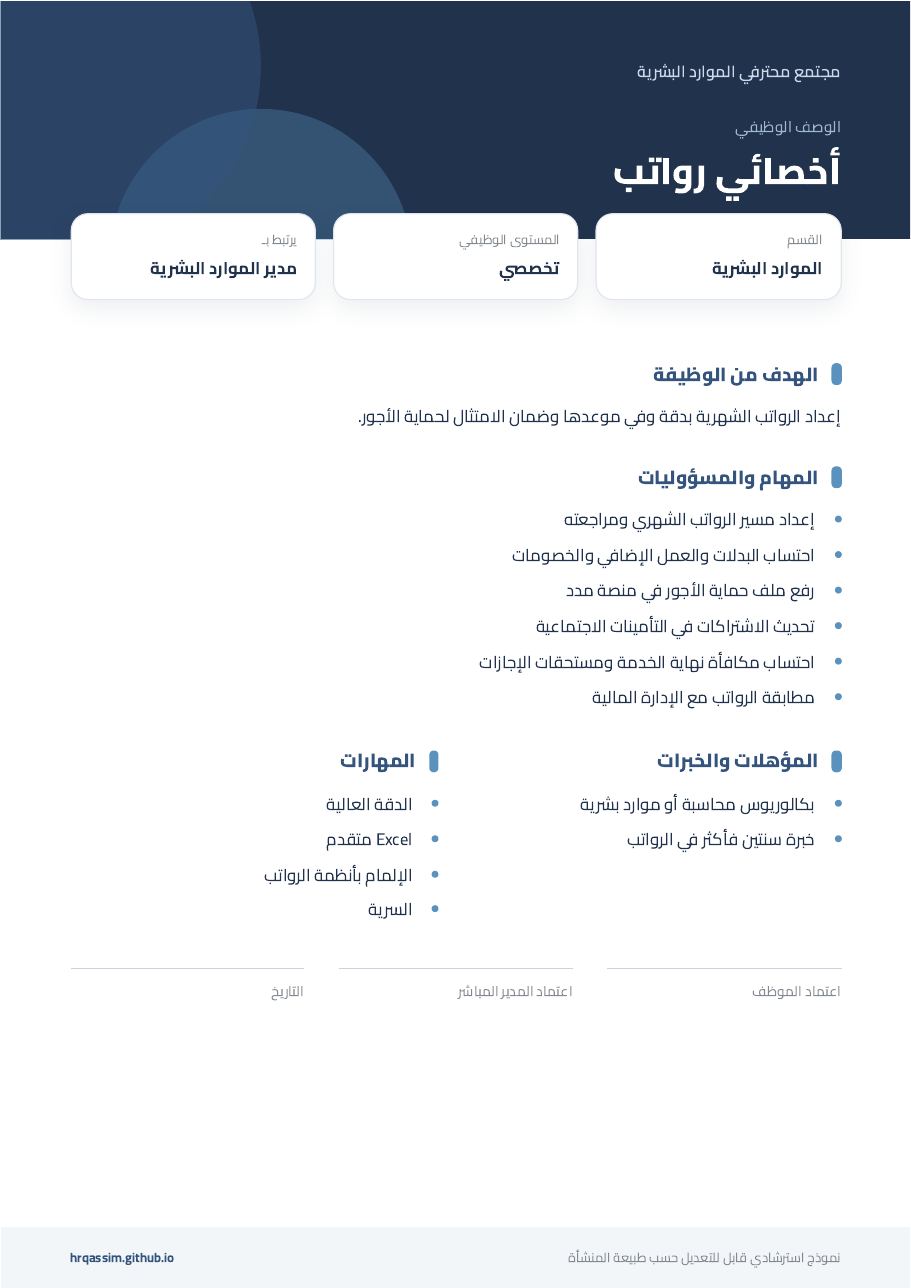 مجتمع محترفي الموارد البشرية
الوصف الوظيفي
أخصائي رواتب
القسم
الموارد البشرية
المستوى الوظيفي
تخصصي
يرتبط بـ
مدير الموارد البشرية
الهدف من الوظيفة
إعداد الرواتب الشهرية بدقة وفي موعدها وضمان الامتثال لحماية الأجور.
المهام والمسؤوليات
إعداد مسير الرواتب الشهري ومراجعته
احتساب البدلات والعمل الإضافي والخصومات
رفع ملف حماية الأجور في منصة مدد
تحديث الاشتراكات في التأمينات الاجتماعية
احتساب مكافأة نهاية الخدمة ومستحقات الإجازات
مطابقة الرواتب مع الإدارة المالية
المؤهلات والخبرات
بكالوريوس محاسبة أو موارد بشرية
خبرة سنتين فأكثر في الرواتب
المهارات
الدقة العالية
Excel متقدم
الإلمام بأنظمة الرواتب
السرية
اعتماد الموظف
اعتماد المدير المباشر
التاريخ
نموذج استرشادي قابل للتعديل حسب طبيعة المنشأة
hrqassim.github.io